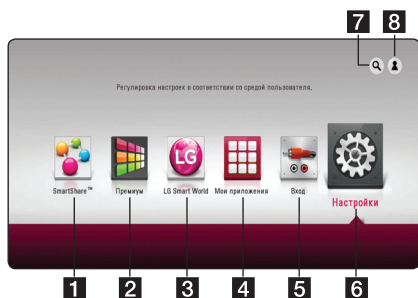 7 8
Регулировка настроек в соответствии со средой пользователя.
LG
SmartShare™ Премиум LG Smart World Мои приложения Вход Настройки
1 2 3 4 5 6